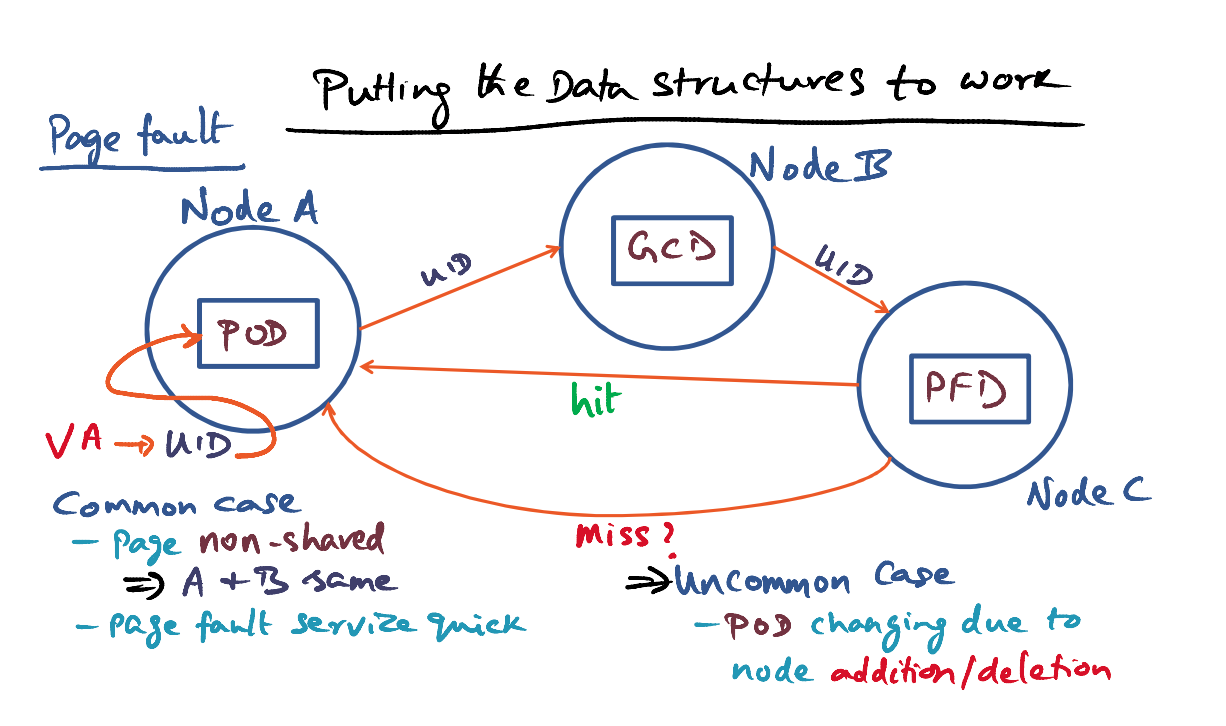 Putting the Data structures to work
Page fault
Node A
POD
VA → UID
UID
Node B
GCD
UID
PFD
Node C
hit
Miss?
Common case
- Page non-shared
⇒ A + B same
- Page fault service quick
⇒ Uncommon Case
- POD changing due to
node addition/deletion